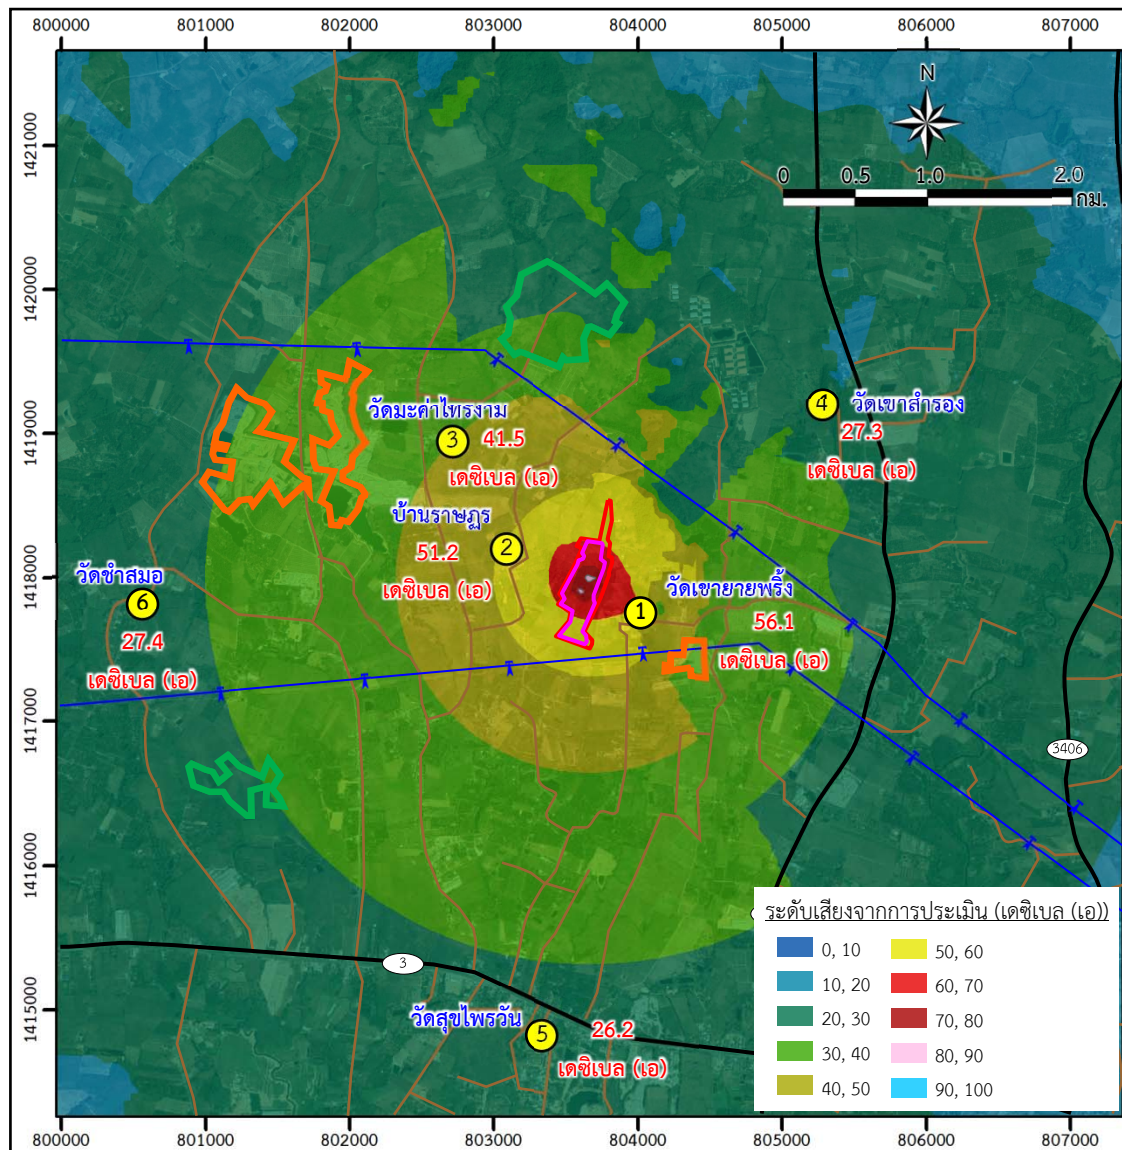 800000 801000 802000 803000 804000 805000 806000 807000
N
0 0.5 1.0 2.0
กม.
1421000
1420000
1419000
1418000
1417000
1416000
1415000
วัดมะค่าไพรงาม
3 41.5
เดซิเบล (เอ)
4 วัดเขาสำรอง
27.3
เดซิเบล (เอ)
บ้านราษฎร
2
51.2
เดซิเบล (เอ)
วัดชำสมอ
6
27.4
เดซิเบล (เอ)
วัดเขายายพริ้ง
1
56.1
เดซิเบล (เอ)
3406
3
วัดสุขไพรวัน
5 26.2
เดซิเบล (เอ)
ระดับเสียงจากการประเมิน (เดซิเบล (เอ))
0, 10
10, 20
20, 30
30, 40
40, 50
50, 60
60, 70
70, 80
80, 90
90, 100
800000 801000 802000 803000 804000 805000 806000 807000